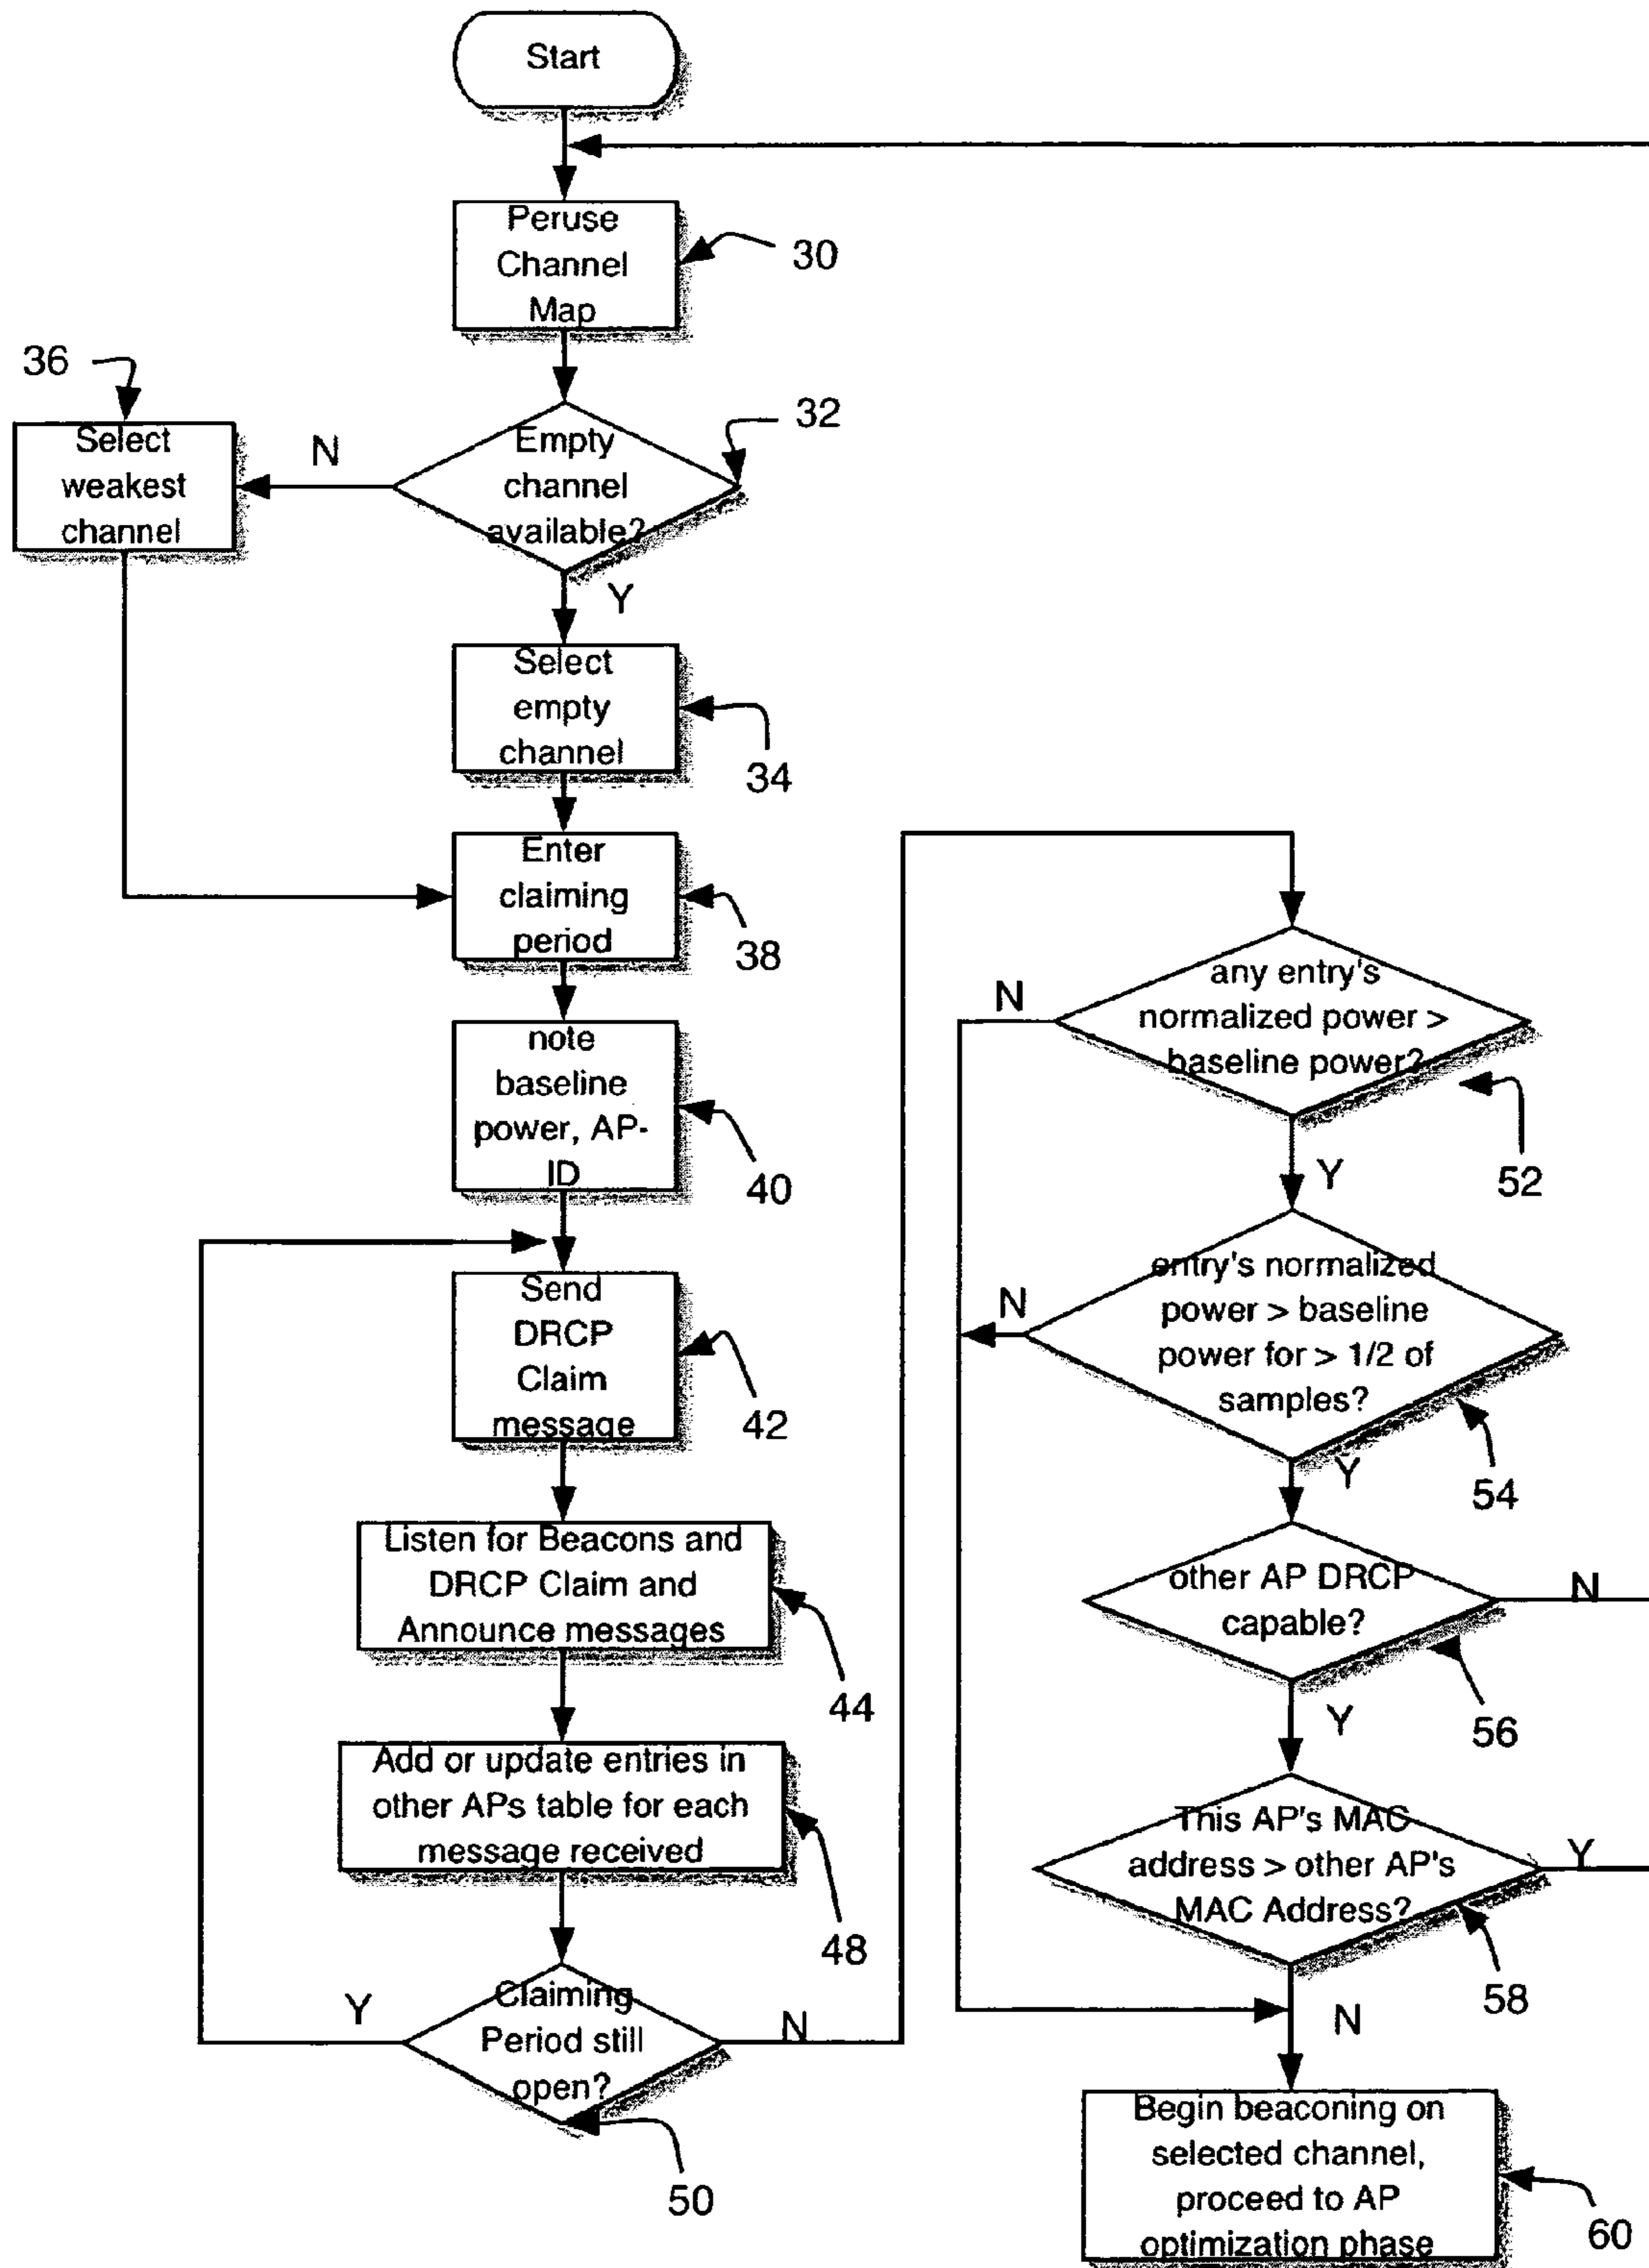 Start
Peruse
Channel
Map
30
36
Select
weakest
channel
N
Empty
channel
available?
32
Y
Select
empty
channel
34
Enter
claiming
period
38
note
baseline
power, AP-
ID
40
Send
DRCP
Claim
message
42
Listen for Beacons and
DRCP Claim and
Announce messages
44
Add or update entries in
other APs table for each
message received
48
Y
Claiming
Period still
open?
N
50
N
any entry's
normalized power >
baseline power?
52
Y
N
entry's normalized
power > baseline
power for > 1/2 of
samples?
54
Y
other AP DRCP
capable?
N
56
Y
This AP's MAC
address > other AP's
MAC Address?
Y
58
N
Begin beaconing on
selected channel,
proceed to AP
optimization phase
60